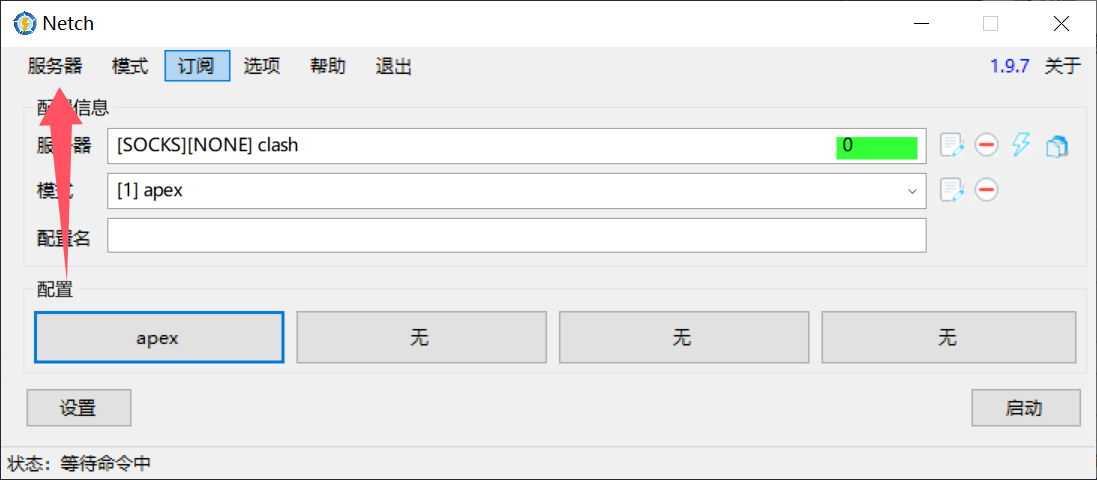 Netch
服务器 模式 订阅 选项 帮助 退出 1.9.7 关于
配置信息
服务器 [SOCKS][NONE] clash 0
模式 [1] apex
配置名
配置
apex 无 无 无
设置 启动
状态：等待命令中